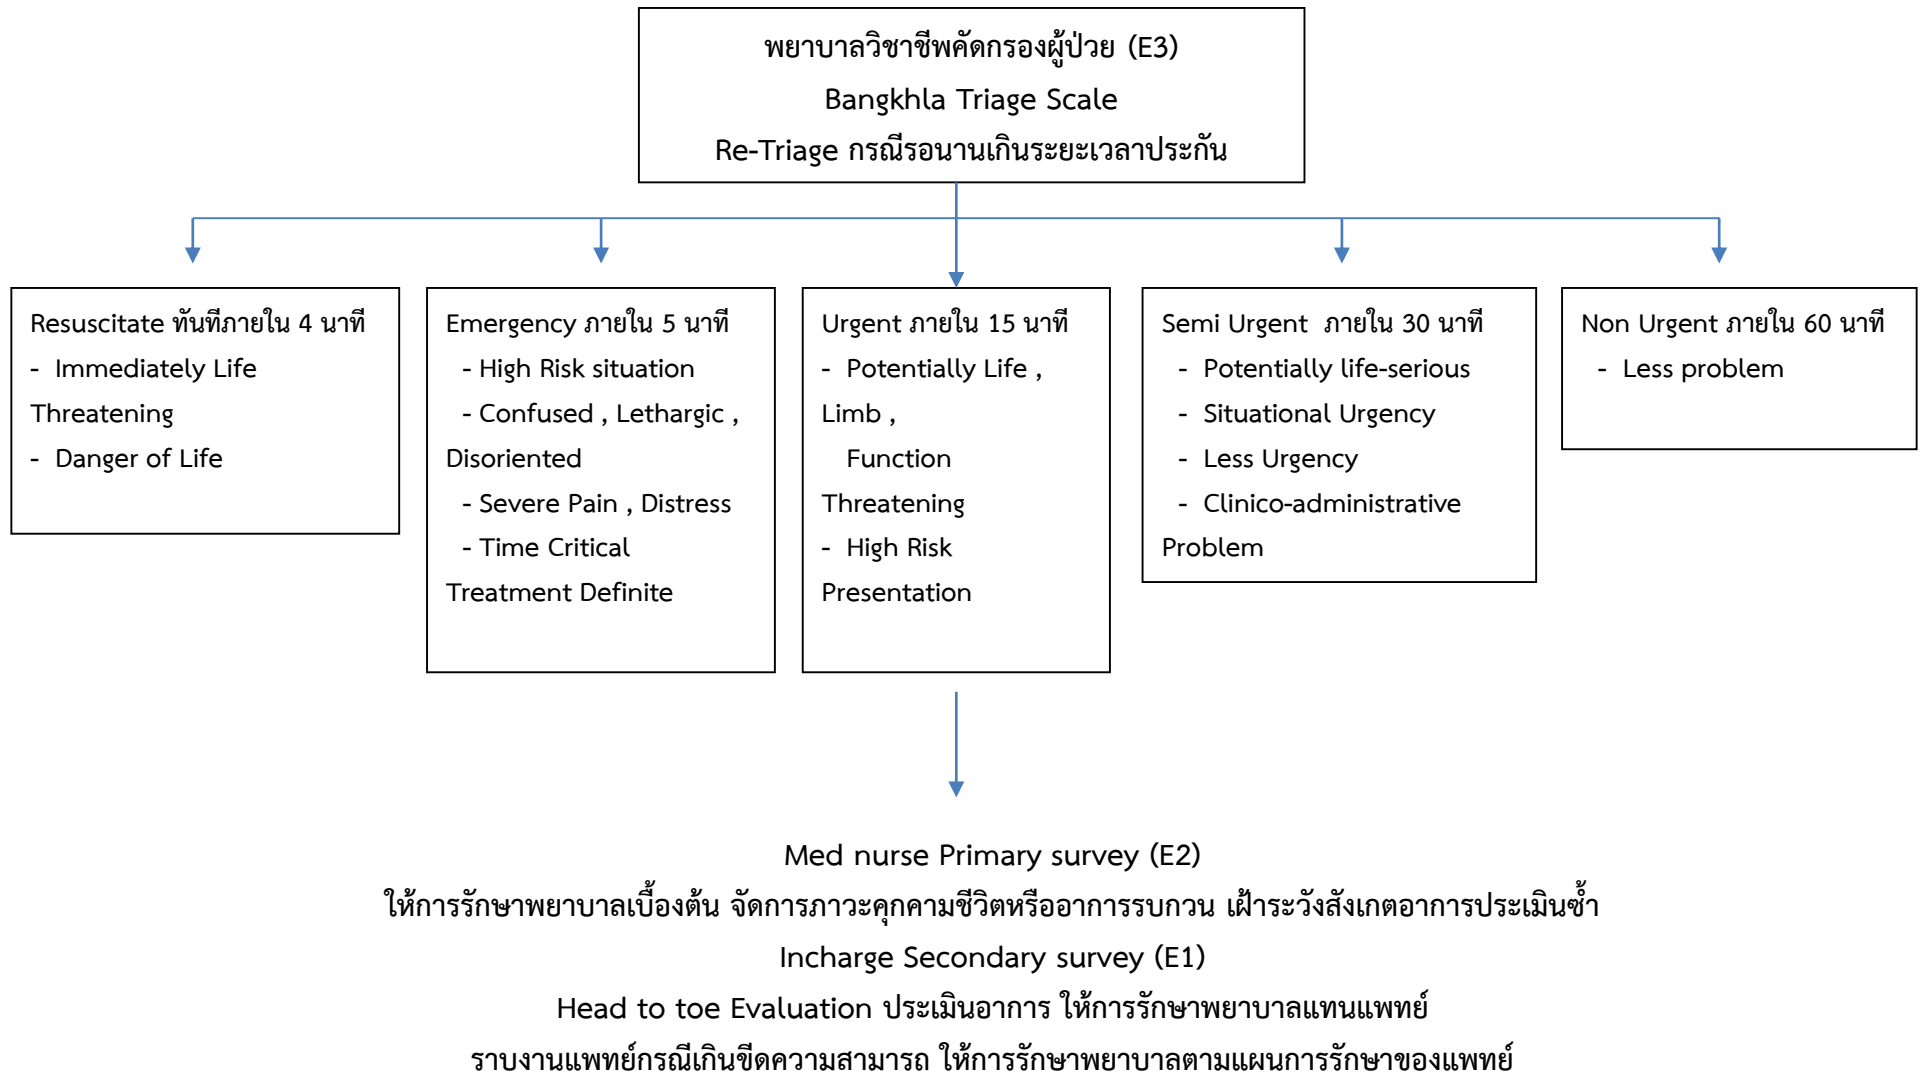 พยาบาลวิชาชีพคัดกรองผู้ป่วย (E3)
Bangkhla Triage Scale
Re-Triage กรณีรอนานเกินระยะเวลาประกัน
Resuscitate ทันทีภายใน 4 นาที
- Immediately Life
Threatening
- Danger of Life
Emergency ภายใน 5 นาที
- High Risk situation
- Confused , Lethargic ,
Disoriented
- Severe Pain , Distress
- Time Critical
Treatment Definite
Urgent ภายใน 15 นาที
- Potentially Life ,
Limb ,
Function
Threatening
- High Risk
Presentation
Semi Urgent ภายใน 30 นาที
- Potentially life-serious
- Situational Urgency
- Less Urgency
- Clinico-administrative
Problem
Non Urgent ภายใน 60 นาที
- Less problem
Med nurse Primary survey (E2)
ให้การรักษาพยาบาลเบื้องต้น จัดการภาวะคุกคามชีวิตหรืออาการรบกวน เฝ้าระวังสังเกตอาการประเมินซ้ำ
Incharge Secondary survey (E1)
Head to toe Evaluation ประเมินอาการ ให้การรักษาพยาบาลแทนแพทย์
ราบงานแพทย์กรณีเกินขีดความสามารถ ให้การรักษาพยาบาลตามแผนการรักษาของแพทย์